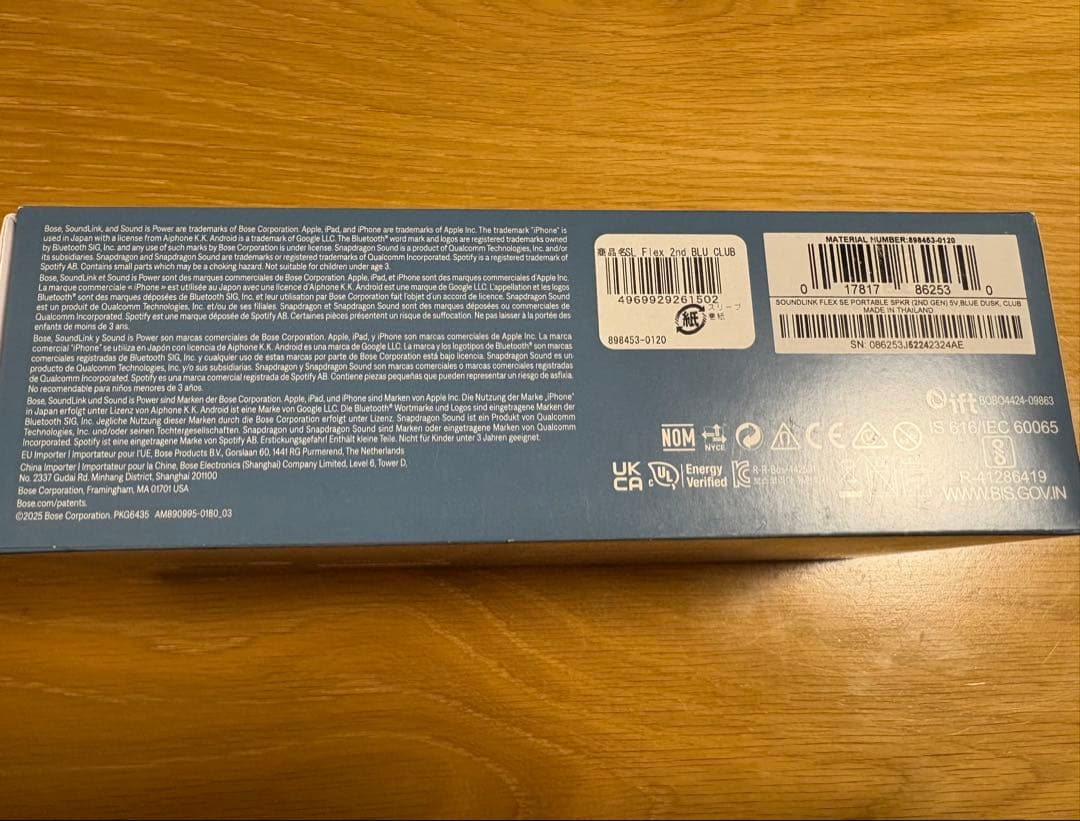 Bose, SoundLink, and Sound is Power are trademarks of Bose Corporation. Apple, iPad, and iPhone are trademarks of Apple Inc. The trademark "iPhone" is
used in Japan with a license from Aiphone K.K. Android is a trademark of Google LLC. The Bluetooth® word mark and logos are registered trademarks owned
by Bluetooth SIG, Inc. and any use of such marks by Bose Corporation is under license. Snapdragon Sound is a product of Qualcomm Technologies, Inc. and/or
its subsidiaries. Snapdragon and Snapdragon Sound are trademarks or registered trademarks of Qualcomm Incorporated. Spotify is a registered trademark of
Spotify AB. Contains small parts which may be a choking hazard. Not suitable for children under age 3.
Bose, SoundLink et Sound is Power sont des marques commerciales de Bose Corporation. Apple, iPad, et iPhone sont des marques commerciales d'Apple Inc.
La marque commerciale « iPhone » est utilisée au Japon avec une licence d'Aiphone K.K. Android est une marque de Google LLC. L'appellation et les logos
Bluetooth® sont des marques déposées de Bluetooth SIG, Inc. et leur utilisation par Bose Corporation fait l'objet d'un accord de licence. Snapdragon Sound
est un produit de Qualcomm Technologies, Inc. et/ou de ses filiales. Snapdragon et Snapdragon Sound sont des marques déposées ou commerciales de
Qualcomm Incorporated. Spotify est une marque déposée de Spotify AB. Certaines pièces présentent un risque de suffocation. Ne pas laisser à la portée des
enfants de moins de 3 ans.
Bose, SoundLink y Sound is Power son marcas comerciales de Bose Corporation. Apple, iPad, y iPhone son marcas comerciales de Apple Inc. La marca
comercial "iPhone" se utiliza en Japón con licencia de Aiphone K.K. Android es una marca de Google LLC. La marca y los logotipos de Bluetooth® son marcas
comerciales registradas de Bluetooth SIG, Inc. y cualquier uso de estas marcas por parte de Bose Corporation está bajo licencia. Snapdragon Sound es un
producto de Qualcomm Technologies, Inc. y/o sus subsidiarias. Snapdragon y Snapdragon Sound son marcas comerciales o marcas comerciales registradas
de Qualcomm Incorporated. Spotify es una marca comercial registrada de Spotify AB. Contiene piezas pequeñas que pueden representar un riesgo de asfixia.
No recomendable para niños menores de 3 años.
Bose, SoundLink und Sound is Power sind Marken der Bose Corporation. Apple, iPad, und iPhone sind Marken von Apple Inc. Die Nutzung der Marke „iPhone"
in Japan erfolgt unter Lizenz von Aiphone K.K. Android ist eine Marke von Google LLC. Die Bluetooth® Wortmarke und Logos sind eingetragene Marken der
Bluetooth SIG, Inc. Jegliche Nutzung dieser Marken durch die Bose Corporation erfolgt unter Lizenz. Snapdragon Sound ist ein Produkt von Qualcomm
Technologies, Inc. und/oder seinen Tochtergesellschaften. Snapdragon und Snapdragon Sound sind Marken oder eingetragene Marken von Qualcomm
Incorporated. Spotify ist eine eingetragene Marke von Spotify AB. Erstickungsgefahr! Enthält kleine Teile. Nicht für Kinder unter 3 Jahren geeignet.
EU Importer | Importateur pour l'UE, Bose Products B.V., Gorslaan 60, 1441 RG Purmerend, The Netherlands
China Importer | Importateur pour la Chine, Bose Electronics (Shanghai) Company Limited, Level 6, Tower D,
No. 2337 Gudai Rd. Minhang District, Shanghai 201100
Bose Corporation, Framingham, MA 01701 USA
Bose.com/patents.
©2025 Bose Corporation. PKG6435 AM890995-0180_03
商品名SL Flex 2nd BLU CLUB
4969929261502
紙
スリーブ
898453-0120
MATERIAL NUMBER:898453-0120
0 17817 86253 0
SOUNDLINK FLEX SE PORTABLE SPKR (2ND GEN) 5V,BLUE DUSK, CLUB
MADE IN THAILAND
SN: 086253J62242324AE
ift BOBO4424-09863
IS 616/IEC 60065
R-41286419
WWW.BIS.GOV.IN
NOM
NYCE
CE
UK
CA
c UL
Energy
Verified